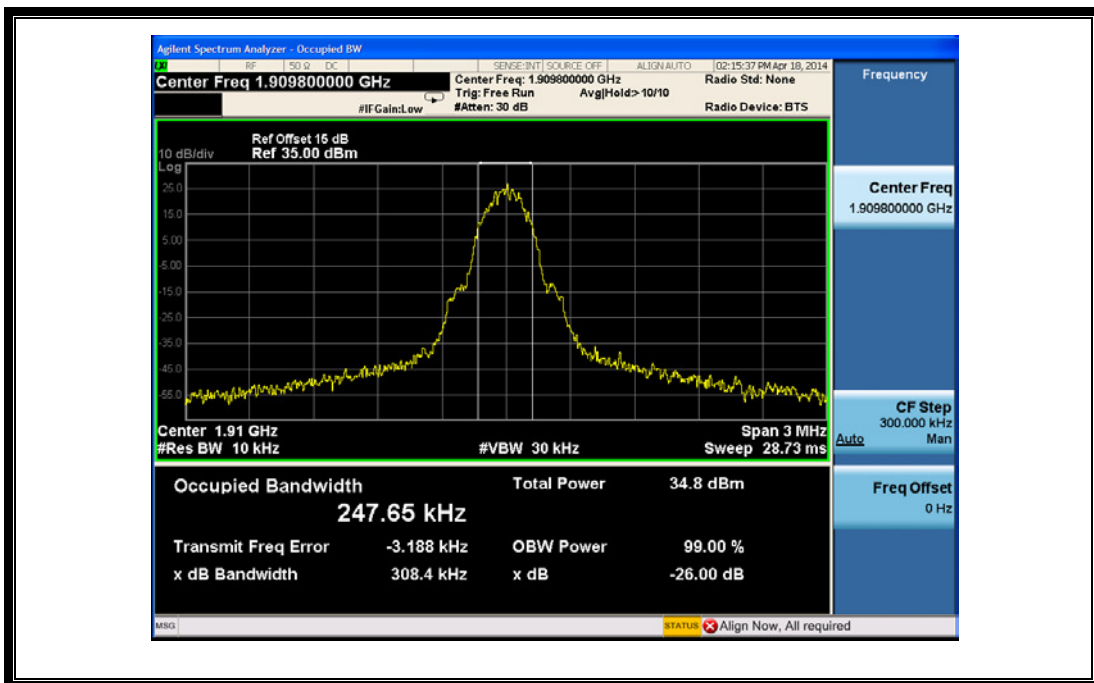 Agilent Spectrum Analyzer - Occupied BW
RF 50 Ω DC SENSE:INT SOURCE OFF ALIGN AUTO 02:15:37 PM Apr 18, 2014
Center Freq 1.909800000 GHz
Center Freq: 1.909800000 GHz
Radio Std: None
Trig: Free Run Avg|Hold:>10/10
#IFGain:Low
#Atten: 30 dB
Radio Device: BTS
Ref Offset 15 dB
10 dB/div Ref 35.00 dBm
Log
25.0
15.0
5.00
-5.00
-15.0
-25.0
-35.0
-45.0
-55.0
Center 1.91 GHz
Span 3 MHz
#Res BW 10 kHz
#VBW 30 kHz
Sweep 28.73 ms
Occupied Bandwidth
Total Power 34.8 dBm
247.65 kHz
Transmit Freq Error -3.188 kHz OBW Power 99.00 %
x dB Bandwidth 308.4 kHz x dB -26.00 dB
Frequency
Center Freq
1.909800000 GHz
CF Step
300.000 kHz
Auto Man
Freq Offset
0 Hz
MSG
STATUS Align Now, All required